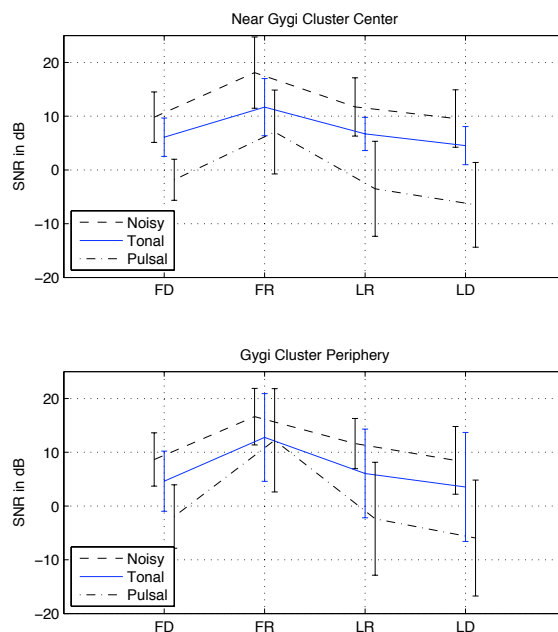 Near Gygi Cluster Center
SNR in dB
20
10
0
−10
−20
Noisy
Tonal
Pulsal
FD FR LR LD
Gygi Cluster Periphery
SNR in dB
20
10
0
−10
−20
Noisy
Tonal
Pulsal
FD FR LR LD